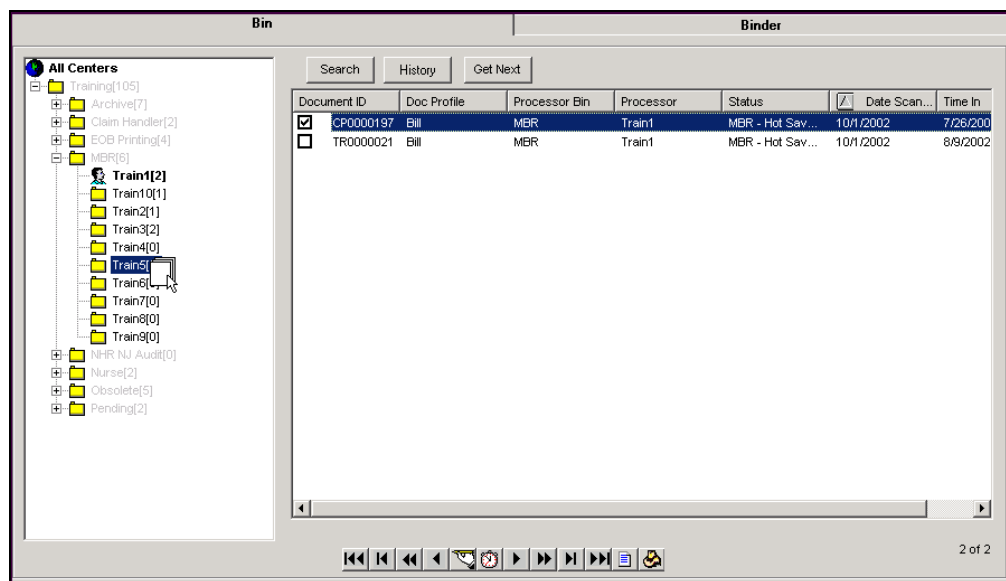 Bin Binder
All Centers
Training[105]
Archive[7]
Claim Handler[2]
EOB Printing[4]
MBR[6]
Train1[2]
Train10[1]
Train2[1]
Train3[2]
Train4[0]
Train5[
Train6[
Train7[0]
Train8[0]
Train9[0]
NHR NJ Audit[0]
Nurse[2]
Obsolete[5]
Pending[2]
Search History Get Next
Document ID Doc Profile Processor Bin Processor Status Date Scan... Time In
CP0000197 Bill MBR Train1 MBR - Hot Sav... 10/1/2002 7/26/200
TR0000021 Bill MBR Train1 MBR - Hot Sav... 10/1/2002 8/9/2002
2 of 2